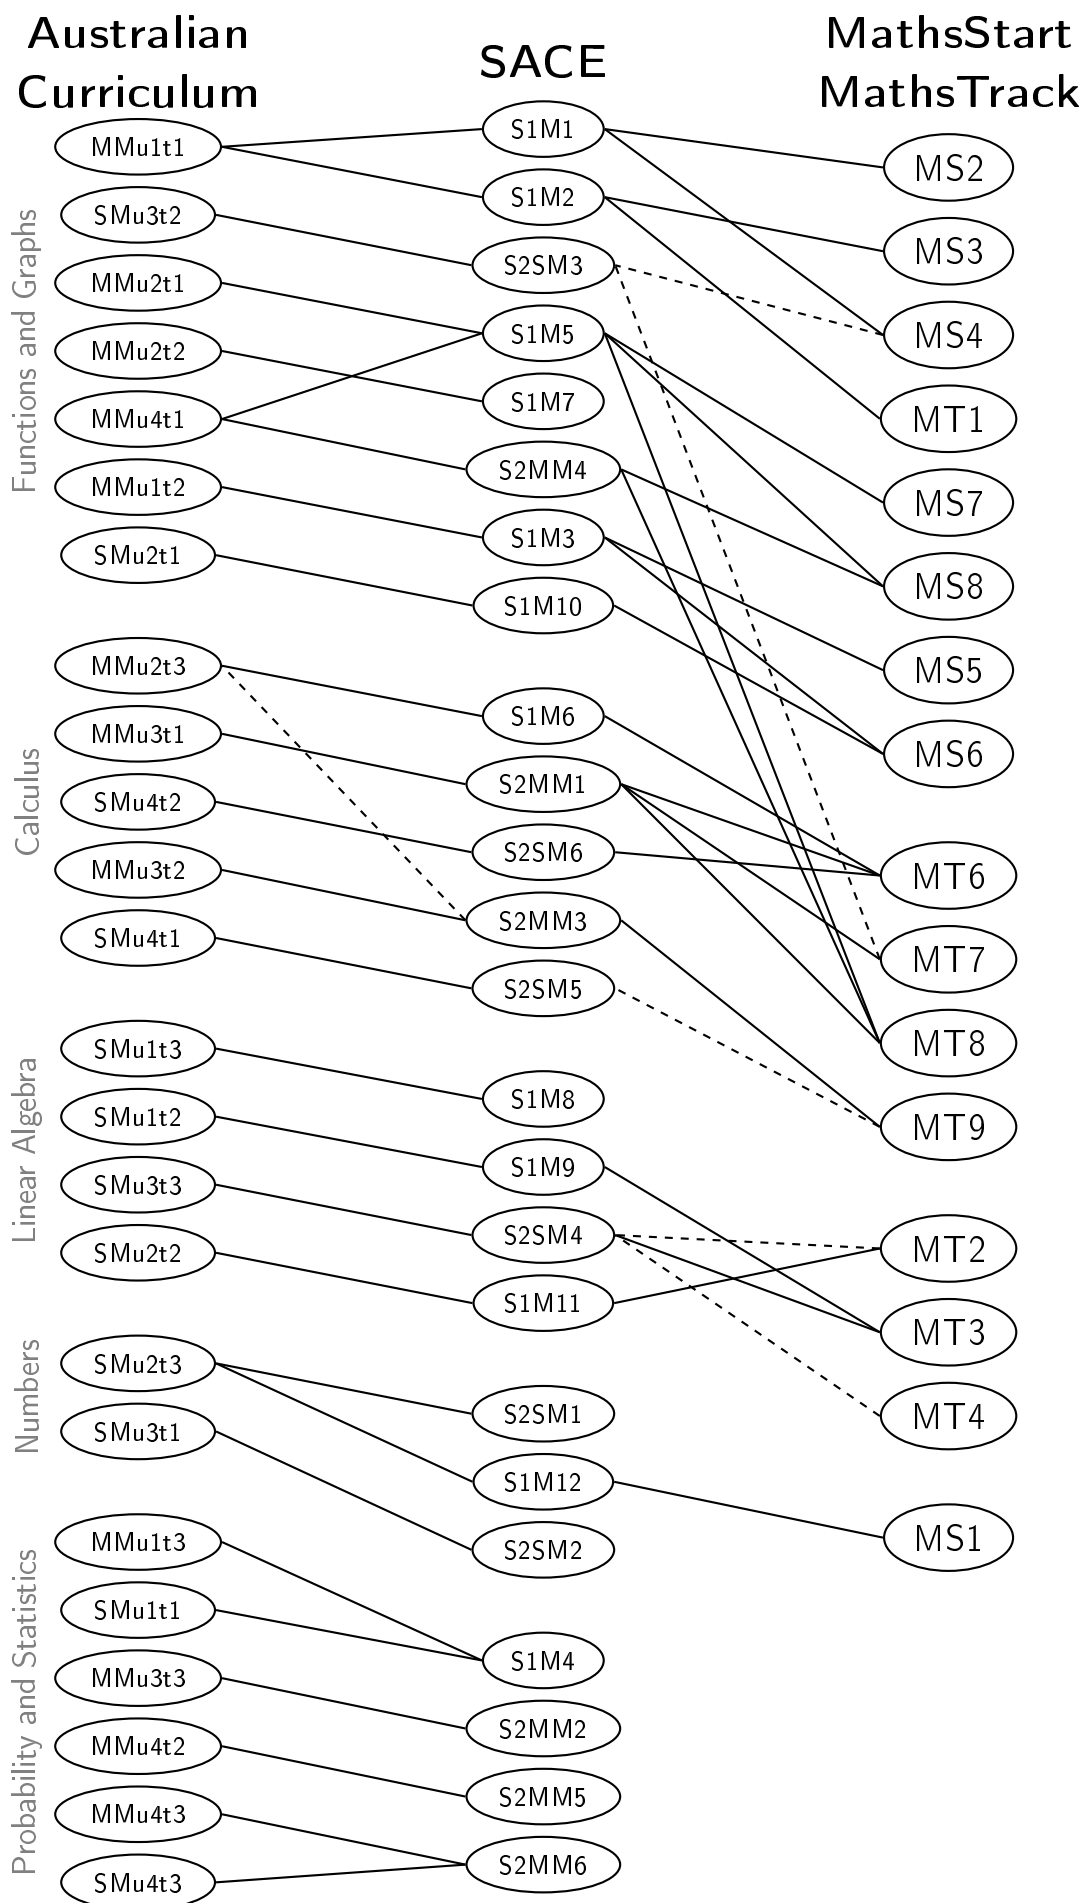 Australian
Curriculum
SACE
MathsStart
MathsTrack
Functions and Graphs
MMu1t1
SMu3t2
MMu2t1
MMu2t2
MMu4t1
MMu1t2
SMu2t1
Calculus
MMu2t3
MMu3t1
SMu4t2
MMu3t2
SMu4t1
Linear Algebra
SMu1t3
SMu1t2
SMu3t3
SMu2t2
Numbers
SMu2t3
SMu3t1
Probability and Statistics
MMu1t3
SMu1t1
MMu3t3
MMu4t2
MMu4t3
SMu4t3
S1M1
S1M2
S2SM3
S1M5
S1M7
S2MM4
S1M3
S1M10
S1M6
S2MM1
S2SM6
S2MM3
S2SM5
S1M8
S1M9
S2SM4
S1M11
S2SM1
S1M12
S2SM2
S1M4
S2MM2
S2MM5
S2MM6
MS2
MS3
MS4
MT1
MS7
MS8
MS5
MS6
MT6
MT7
MT8
MT9
MT2
MT3
MT4
MS1